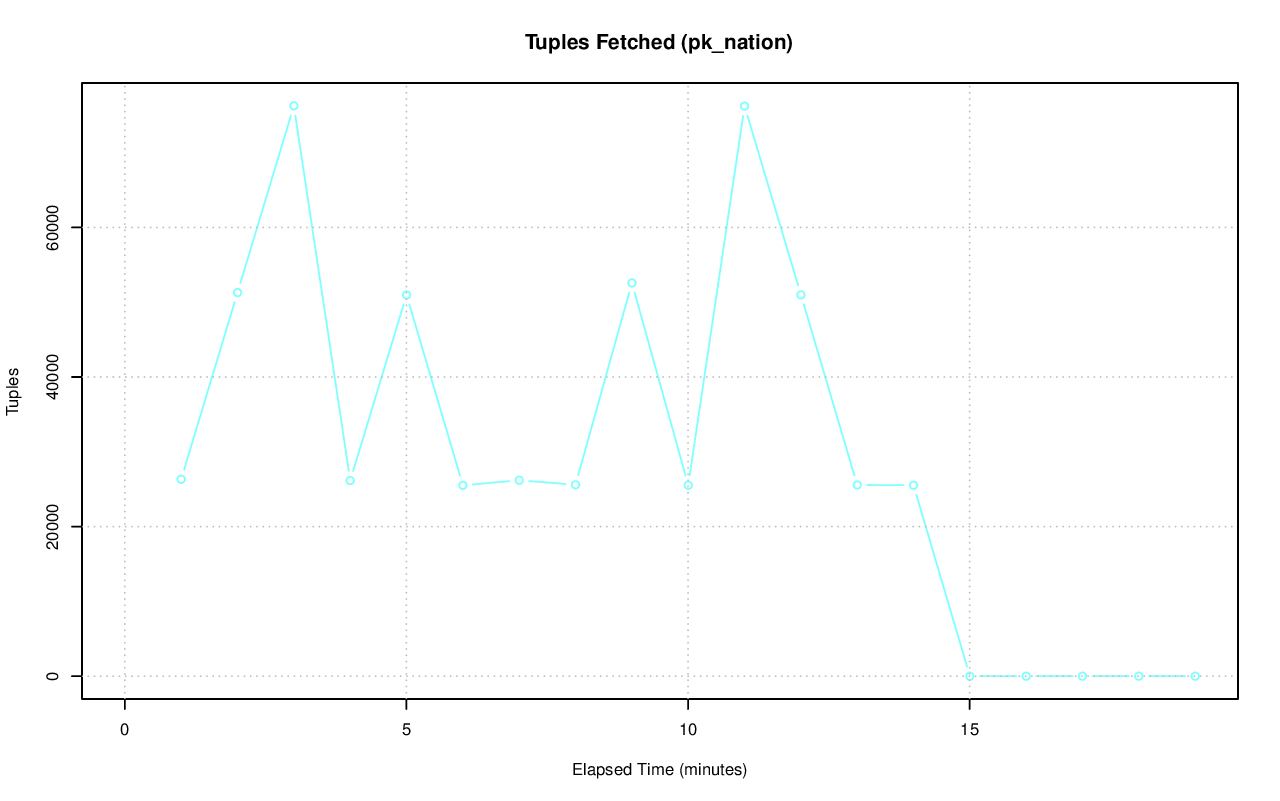 Tuples Fetched (pk_nation)
Tuples
60000
40000
20000
0
0 5 10 15
Elapsed Time (minutes)